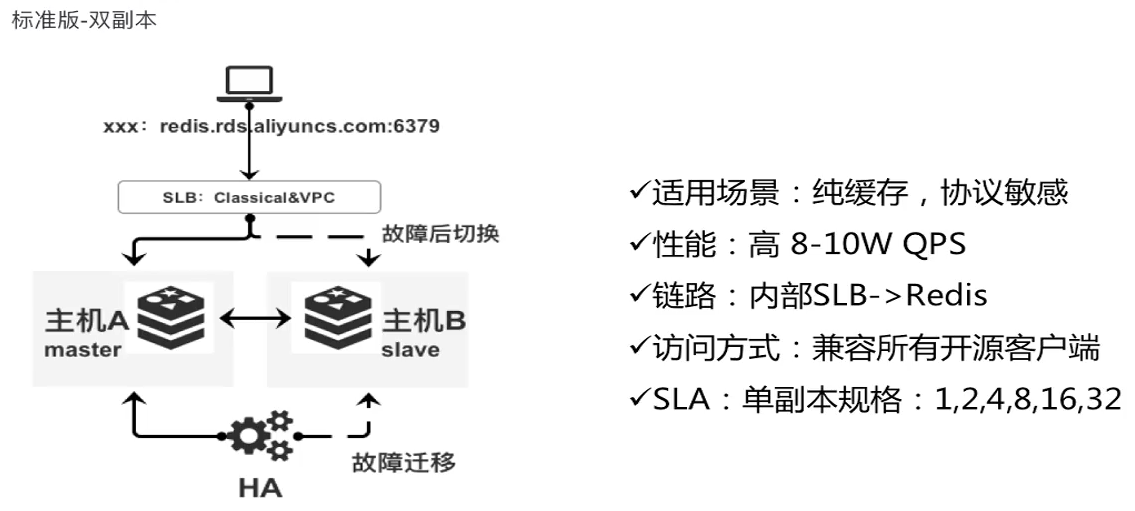 标准版-双副本
xxx：redis.rds.aliyuncs.com:6379
SLB：Classical&VPC
故障后切换
主机A
master
主机B
slave
故障迁移
HA
✓适用场景：纯缓存，协议敏感
✓性能：高 8-10W QPS
✓链路：内部SLB->Redis
✓访问方式：兼容所有开源客户端
✓SLA：单副本规格：1,2,4,8,16,32